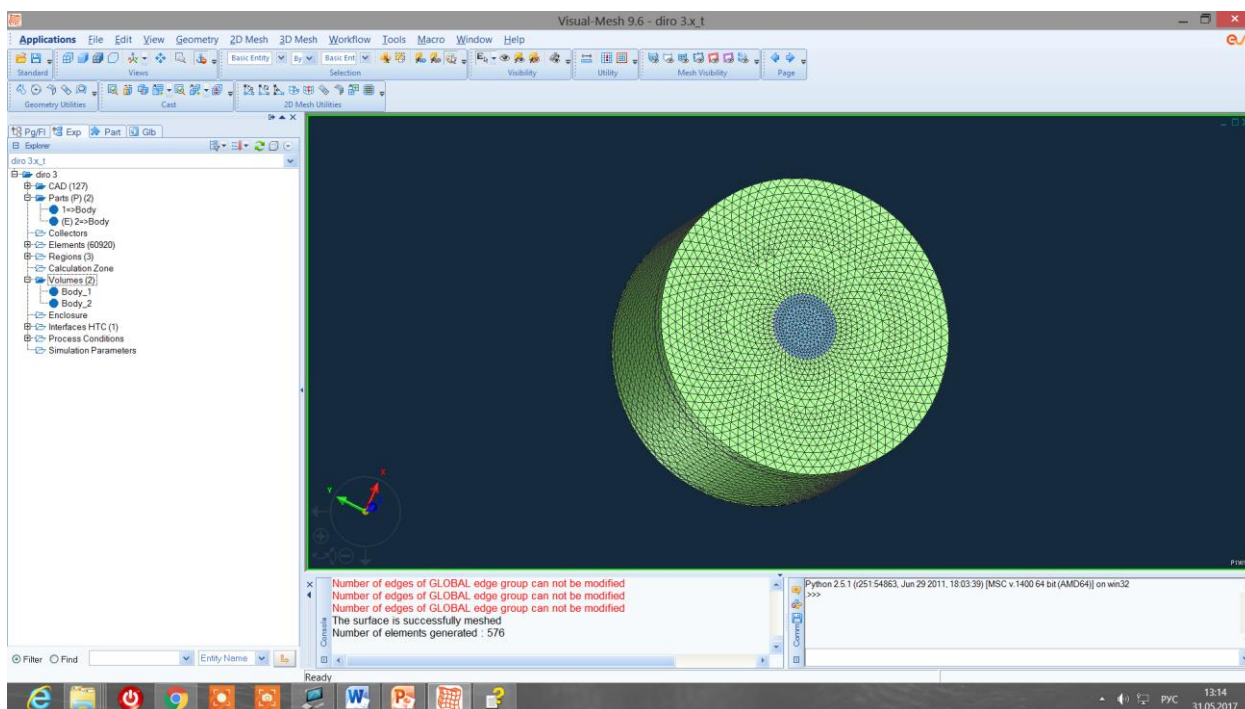 Visual-Mesh 9.6 - diro 3.x_t
Applications File Edit View Geometry 2D Mesh 3D Mesh Workflow Tools Macro Window Help
Basic Entity By Basic Ent
Standard Views Selection Visibility Utility Mesh Visibility Page
Geometry Utilities Cast 2D Mesh Utilities
Pg/Fl Exp Part Glb
Explorer
diro 3.x_t
diro 3
CAD (127)
Parts (P) (2)
1=>Body
(E) 2=>Body
Collectors
Elements (60920)
Regions (3)
Calculation Zone
Volumes (2)
Body_1
Body_2
Enclosure
Interfaces HTC (1)
Process Conditions
Simulation Parameters
X
Y
Number of edges of GLOBAL edge group can not be modified
Number of edges of GLOBAL edge group can not be modified
Number of edges of GLOBAL edge group can not be modified
The surface is successfully meshed
Number of elements generated : 576
Console
Python 2.5.1 (r251:54863, Jun 29 2011, 18:03:39) [MSC v.1400 64 bit (AMD64)] on win32
>>>
Filter Find Entity Name
Ready
РУС
13:14
31.05.2017